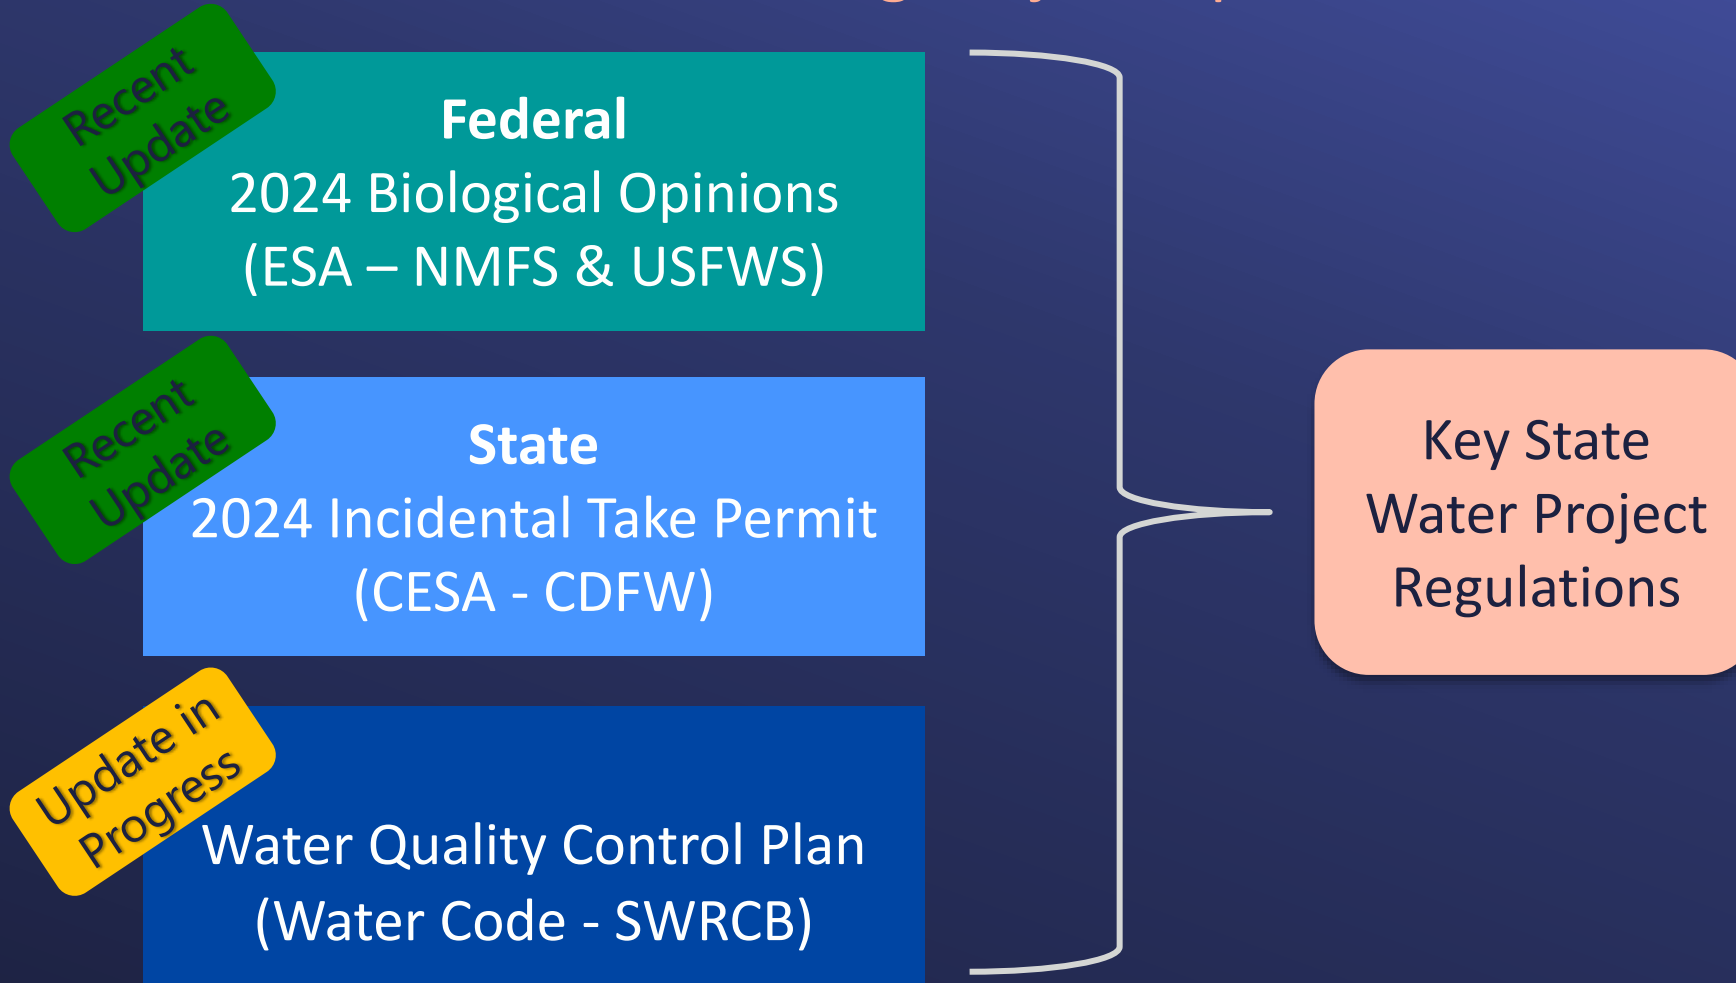 Recent
Update
Federal
2024 Biological Opinions
(ESA – NMFS & USFWS)
Recent
Update
State
2024 Incidental Take Permit
(CESA - CDFW)
Update in
Progress
Water Quality Control Plan
(Water Code - SWRCB)
Key State
Water Project
Regulations